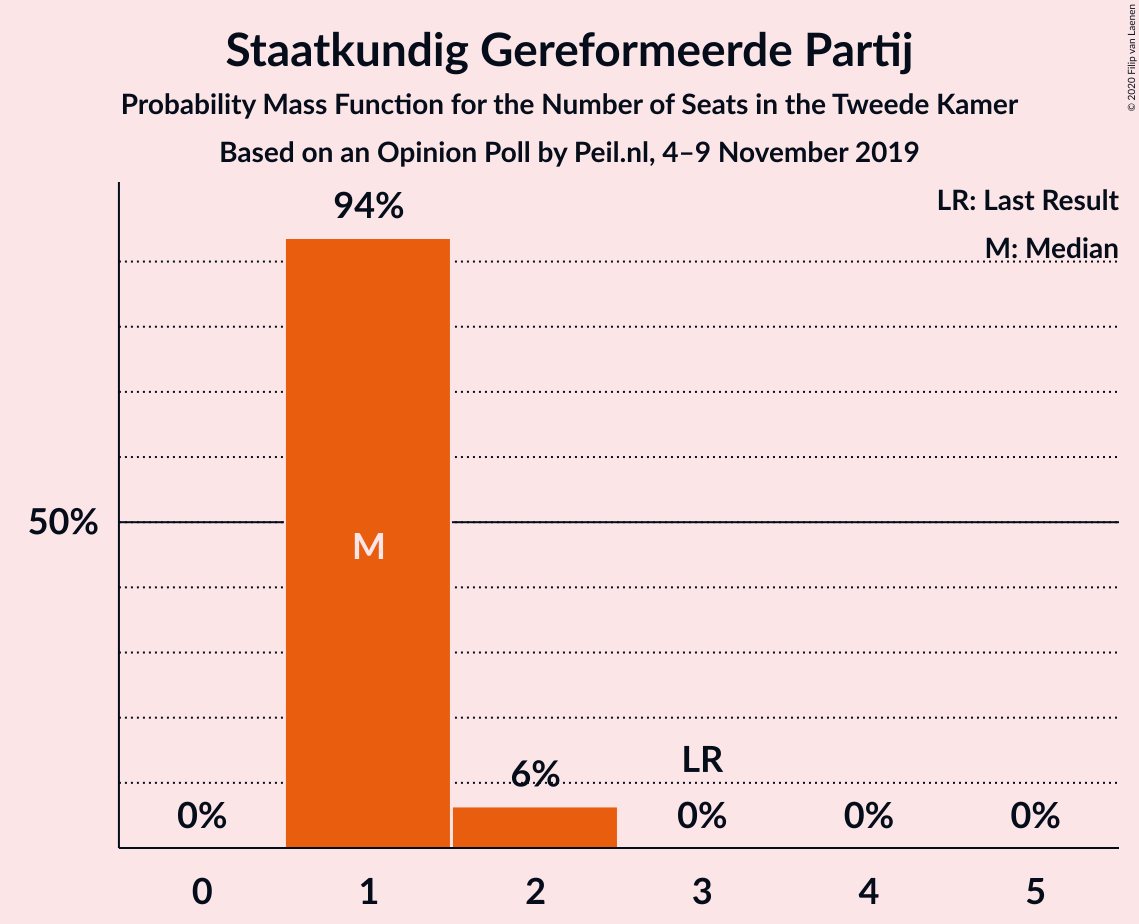 Staatkundig Gereformeerde Partij
Probability Mass Function for the Number of Seats in the Tweede Kamer
Based on an Opinion Poll by Peil.nl, 4–9 November 2019
© 2020 Filip van Laenen
LR: Last Result
M: Median
94%
50%
M
6%
LR
0%
0%
0%
0%
0
1
2
3
4
5